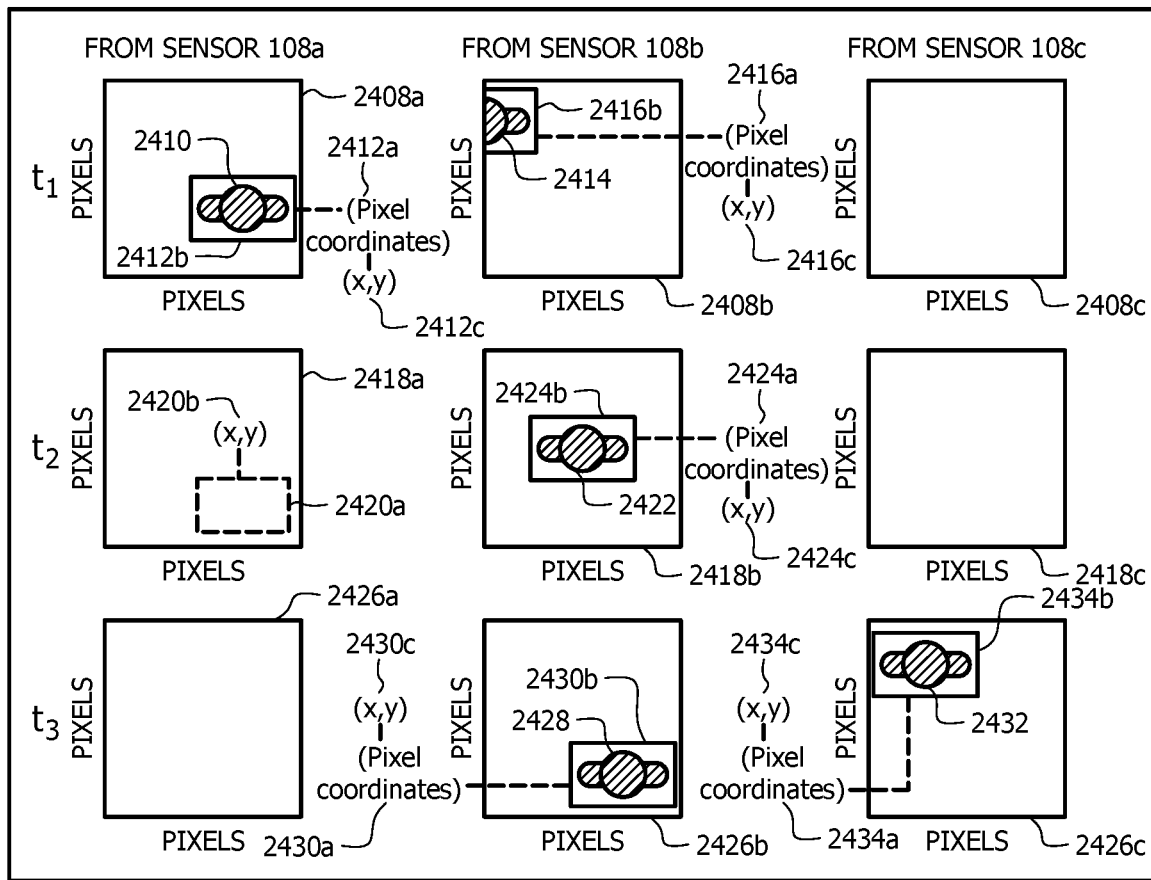 FROM SENSOR 108a
FROM SENSOR 108b
FROM SENSOR 108c
t1
PIXELS
2408a
2410
2412a
(Pixel
coordinates)
(x,y)
2412b
2412c
PIXELS
PIXELS
2416a
2416b
(Pixel
coordinates)
(x,y)
2414
2416c
2408b
PIXELS
PIXELS
2408c
PIXELS
t2
PIXELS
2418a
2420b
(x,y)
2420a
PIXELS
PIXELS
2424b
2424a
(Pixel
coordinates)
(x,y)
2422
2424c
2418b
PIXELS
PIXELS
2418c
PIXELS
t3
PIXELS
2426a
PIXELS
2430c
(x,y)
(Pixel
coordinates)
2430a
PIXELS
2430b
2428
2426b
PIXELS
2434c
(x,y)
(Pixel
coordinates)
2434a
PIXELS
2434b
2432
2426c
PIXELS